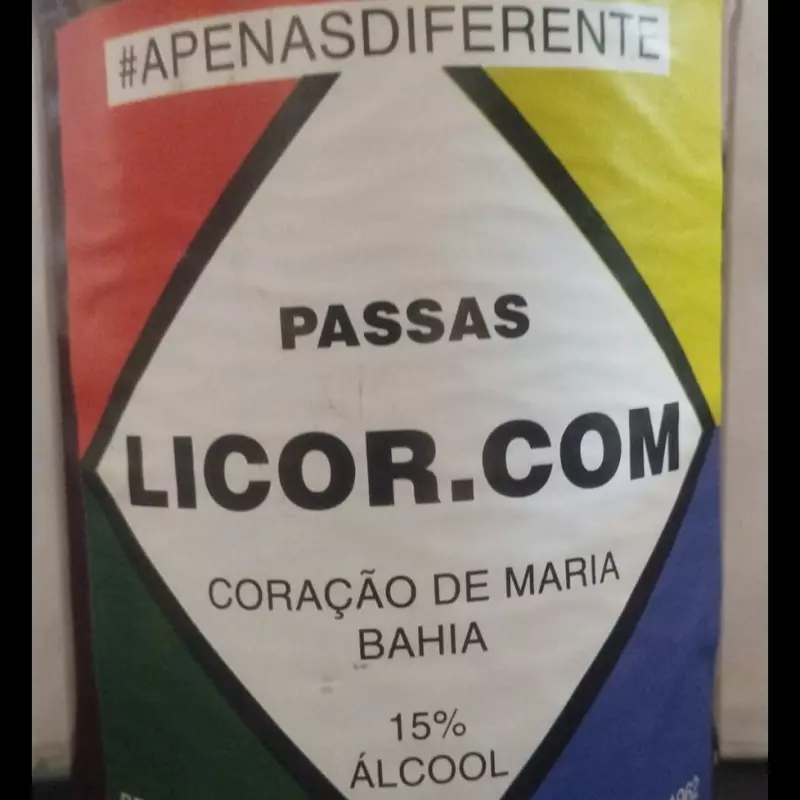 #APENASDIFERENTE
PASSAS
LICOR.COM
CORAÇÃO DE MARIA
BAHIA
15%
ÁLCOOL